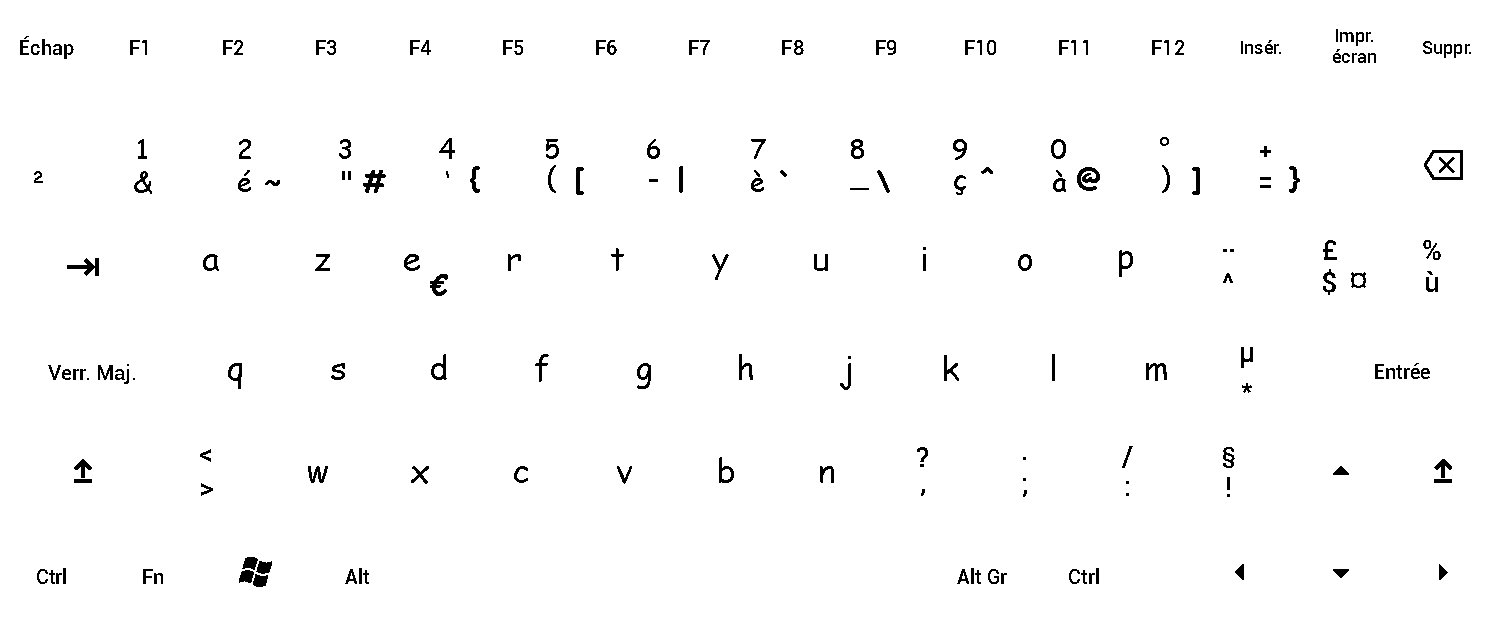 Échap F1 F2 F3 F4 F5 F6 F7 F8 F9 F10 F11 F12 Insér. Impr. écran Suppr.
1 2 3 4 5 6 7 8 9 0 ° +
² & é ~ " # ' { ( [ - | è ` _ \ ç ^ à @ ) ] = }
a z e € r t y u i o p ¨ ^ £ $ ¤ % ù
Verr. Maj. q s d f g h j k l m µ * Entrée
< > w x c v b n ? , . ; / : § !
Ctrl Fn Alt Alt Gr Ctrl